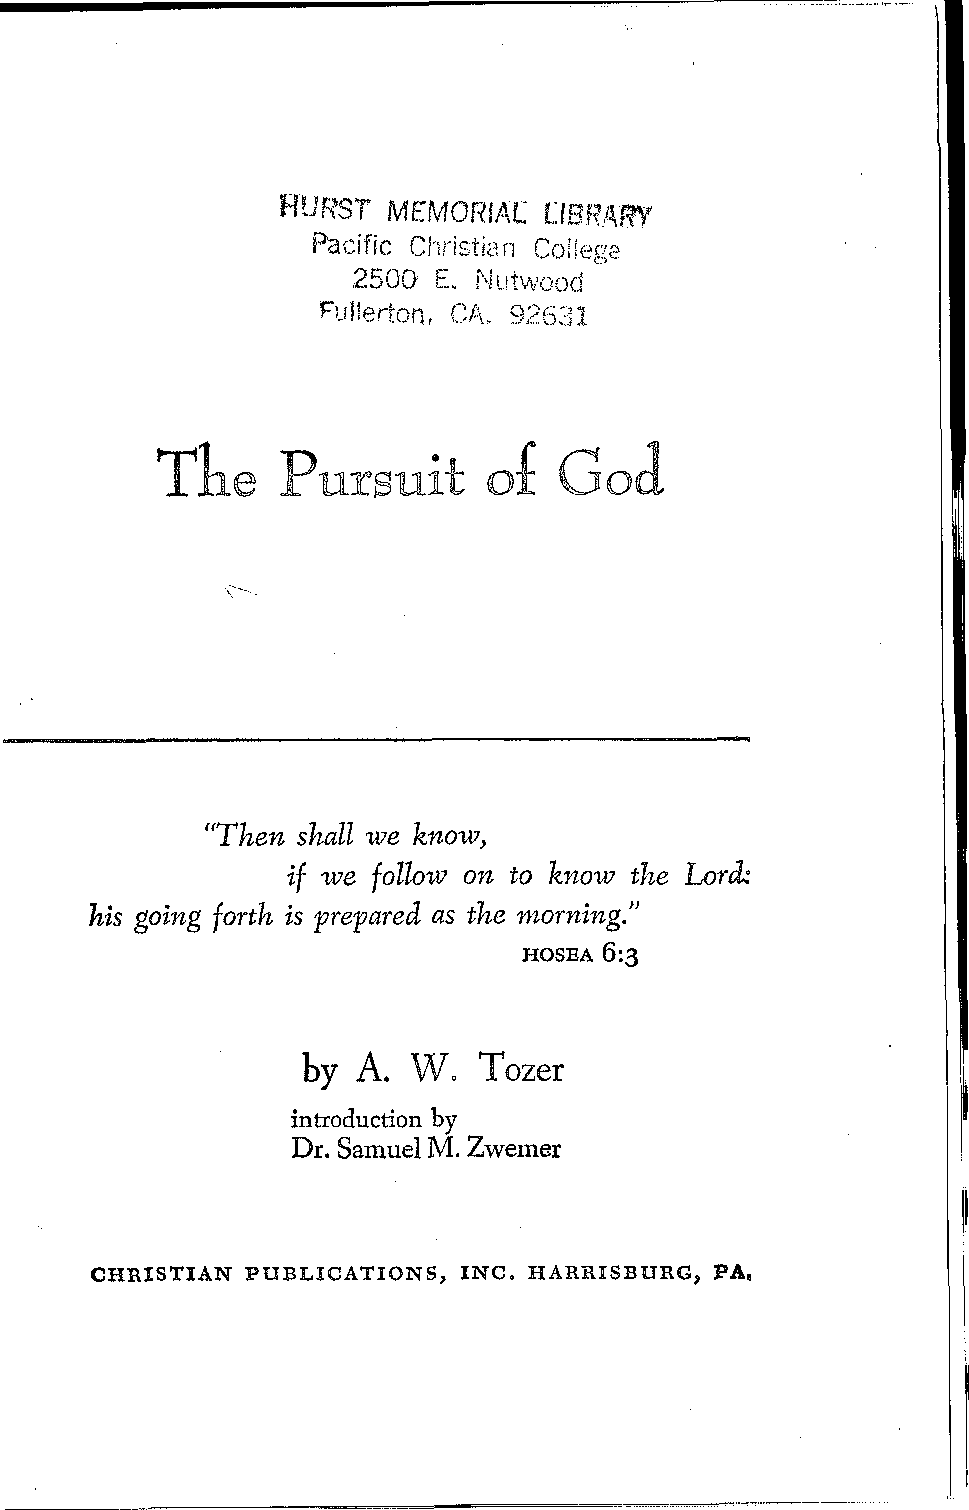 HURST MEMORIAL LIBRARY
Pacific Christian College
2500 E. Nutwood
Fullerton, CA. 92631
The Pursuit of God
"Then shall we know,
if we follow on to know the Lord:
his going forth is prepared as the morning."
HOSEA 6:3
by A. W. Tozer
introduction by
Dr. Samuel M. Zwemer
CHRISTIAN PUBLICATIONS, INC. HARRISBURG, PA.